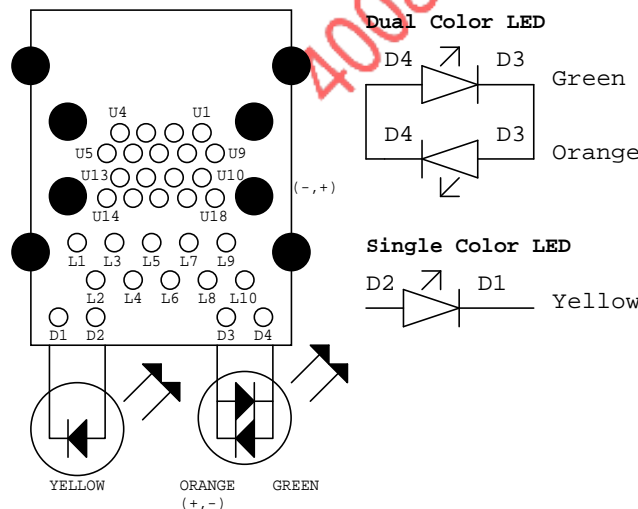 Dual Color LED
D4 D3
Green
D4 D3
Orange
Single Color LED
D2 D1
Yellow
U4 U1
U5 U9
U13 U10
U14 U18
(-,+)
L1 L3 L5 L7 L9
L2 L4 L6 L8 L10
D1 D2 D3 D4
YELLOW ORANGE GREEN
(+,-)